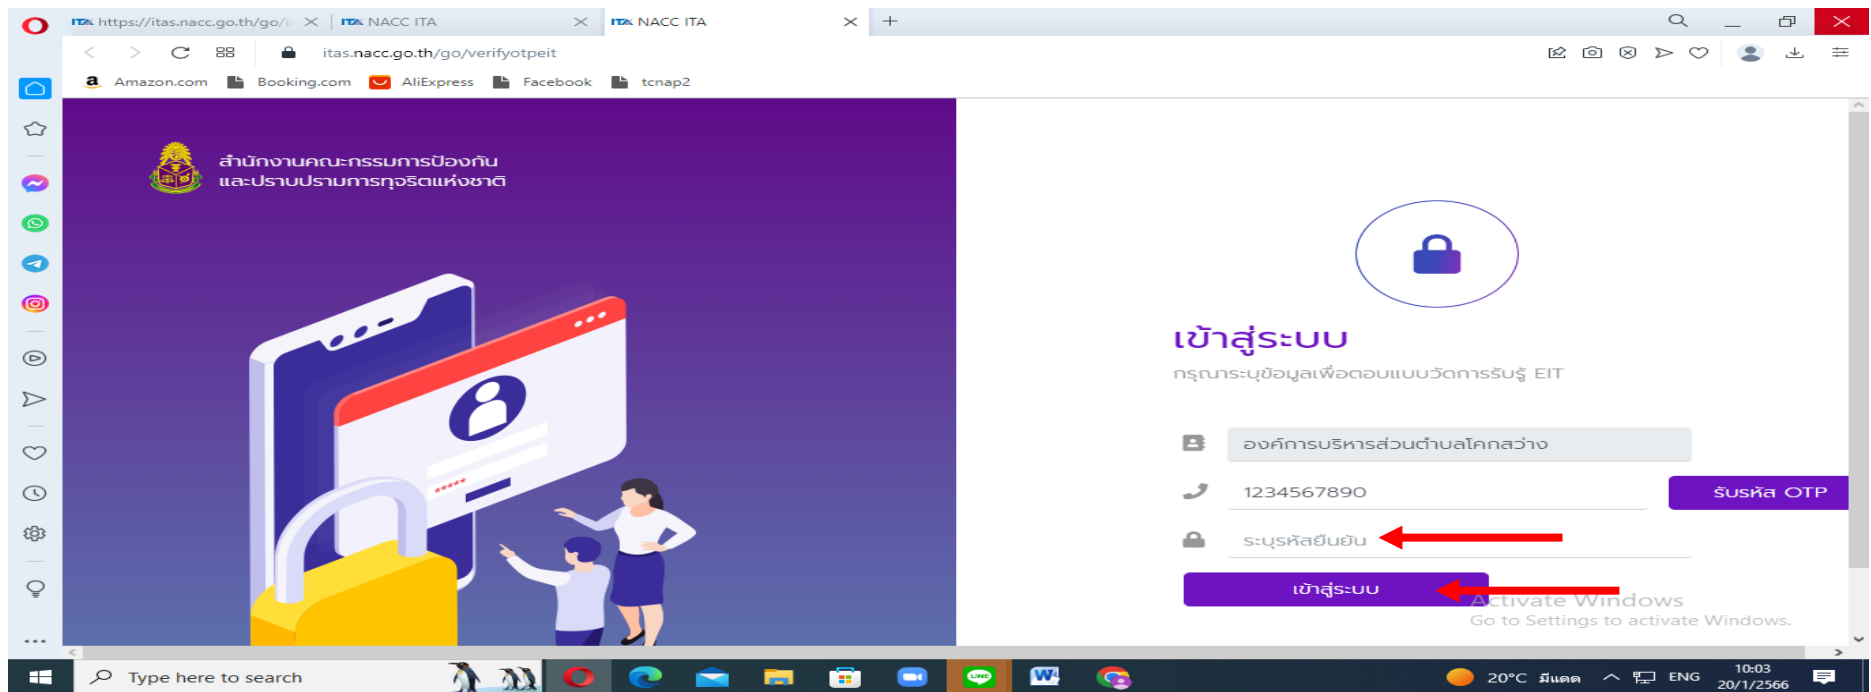 ITA https://itas.nacc.go.th/go/i
ITA NACC ITA
ITA NACC ITA
itas.nacc.go.th/go/verifyotpeit
a Amazon.com
Booking.com
AliExpress
Facebook
tcnap2
สำนักงานคณะกรรมการป้องกัน
และปราบปรามการทุจริตแห่งชาติ
*****
เข้าสู่ระบบ
กรุณาระบุข้อมูลเพื่อตอบแบบวัดการรับรู้ EIT
องค์การบริหารส่วนตำบลโคกสว่าง
1234567890
รับรหัส OTP
ระบุรหัสยืนยัน
เข้าสู่ระบบ
Activate Windows
Go to Settings to activate Windows.
Type here to search
LINE
W
20°C มีแดด
ENG
10:03
20/1/2566